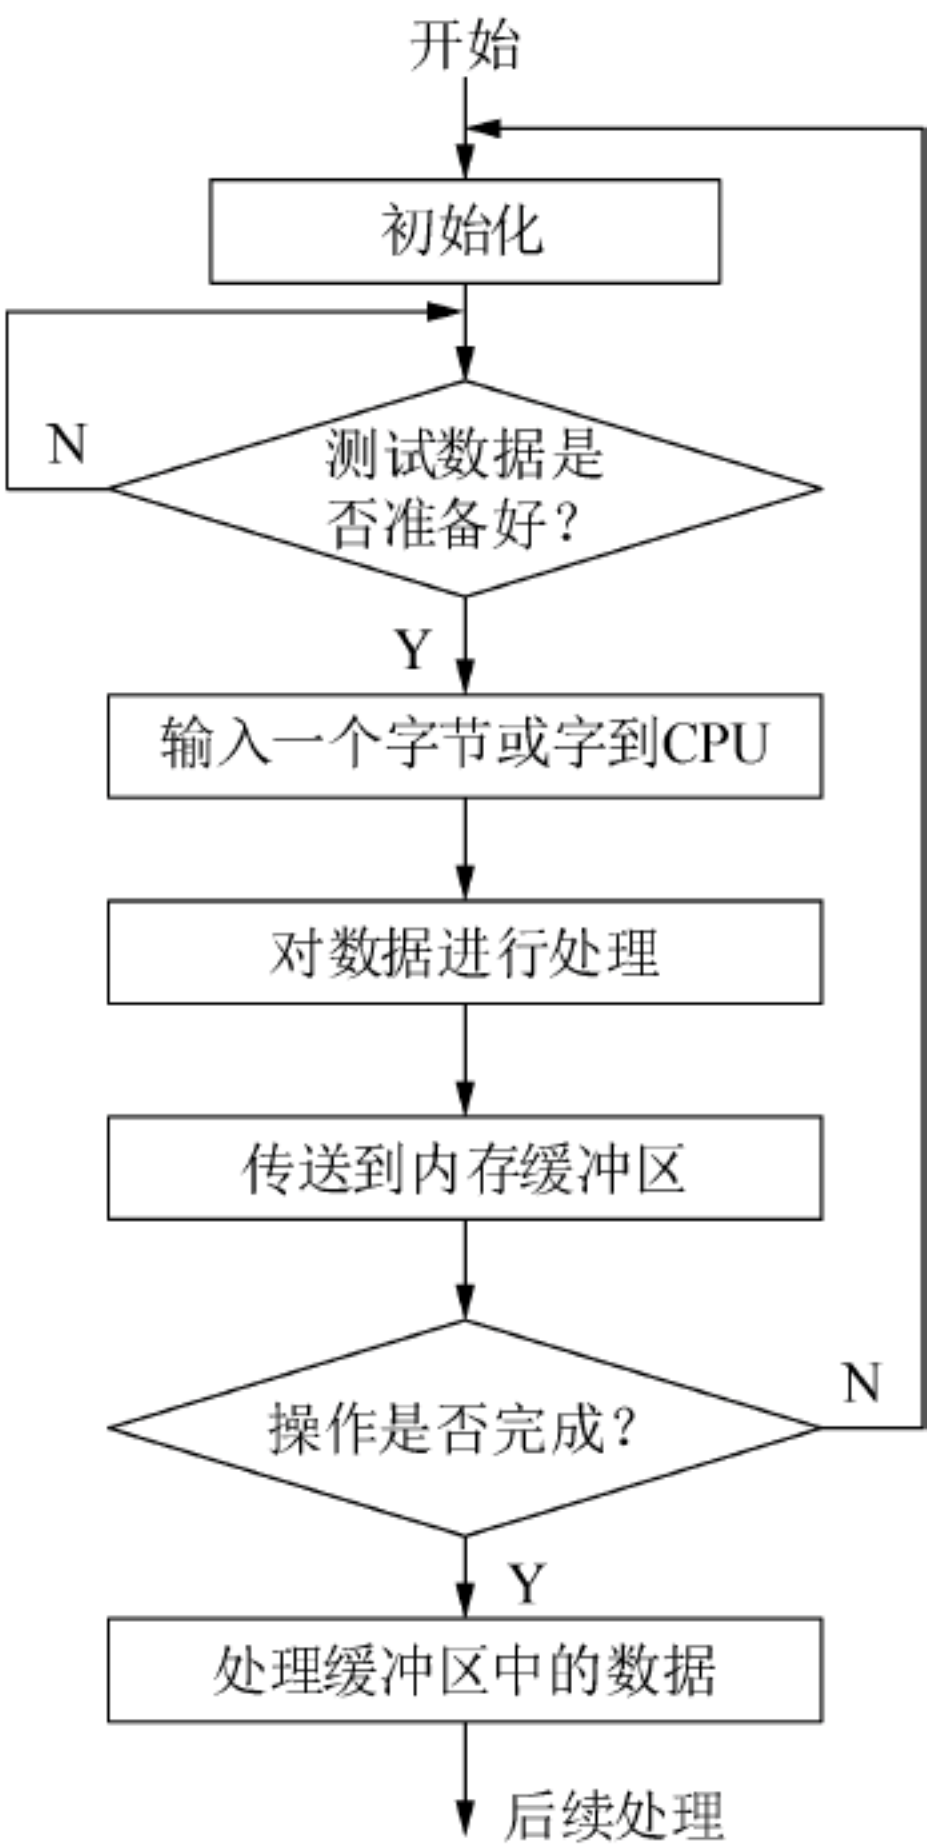 开始
初始化
N
测试数据是
否准备好?
Y
输入一个字节或字到CPU
对数据进行处理
传送到内存缓冲区
N
操作是否完成?
Y
处理缓冲区中的数据
后续处理